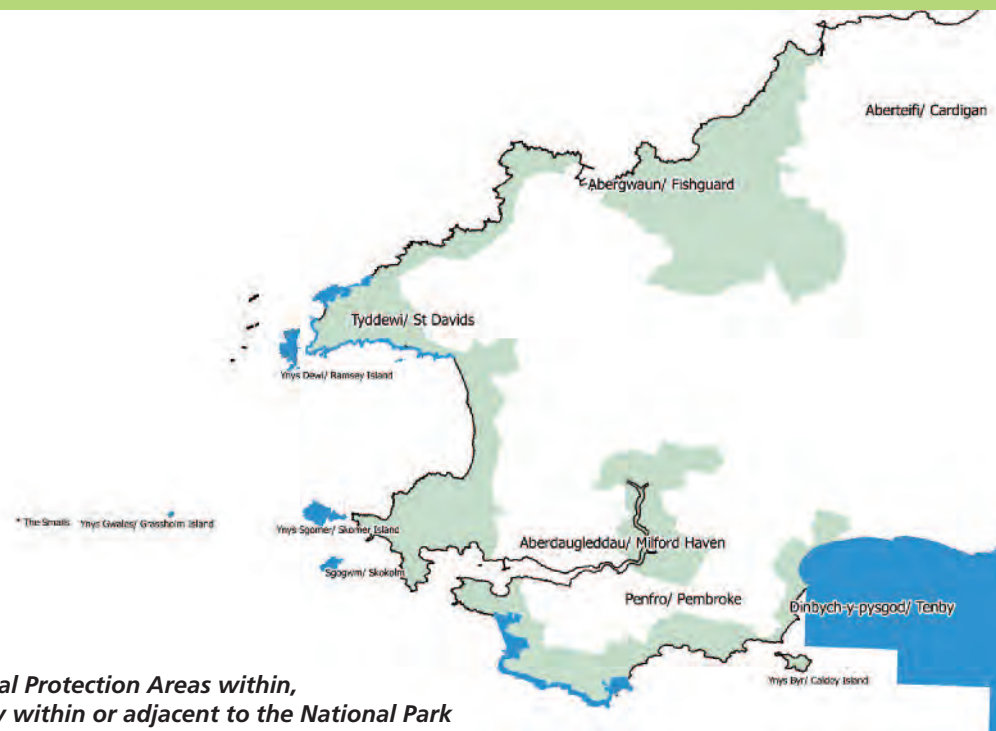 Aberteifi/ Cardigan
Abergwaun/ Fishguard
Tyddewi/ St Davids
Ynys Dewi/ Ramsey Island
* The Smalls
Ynys Gwales/ Grassholm Island
Ynys Sgomer/ Skomer Island
Sgogwm/ Skokolm
Aberdaugleddau/ Milford Haven
Penfro/ Pembroke
Dinbych-y-pysgod/ Tenby
Ynys Byr/ Caldey Island
al Protection Areas within,
within or adjacent to the National Park